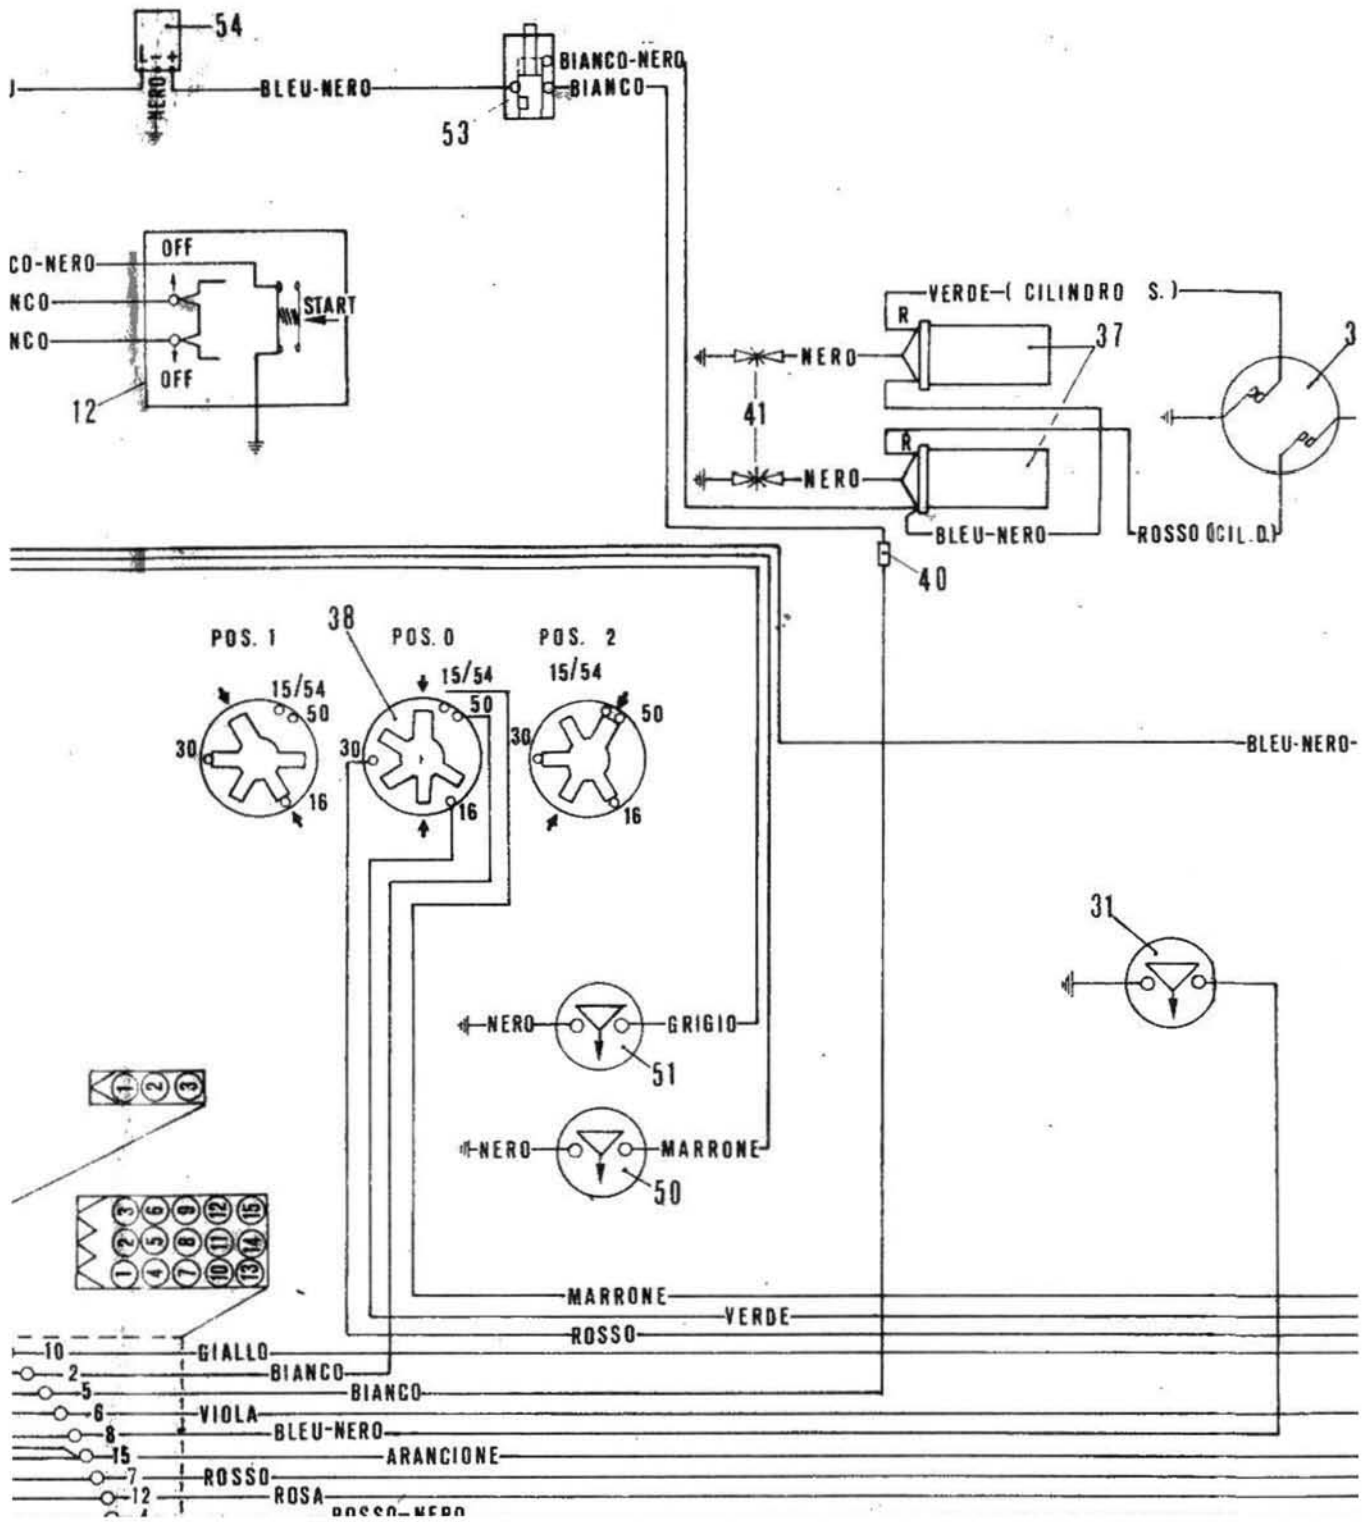 54
L - +
NERO
BLEU-NERO
53
BIANCO-NERO
BIANCO
CO-NERO
NCO
NCO
OFF
START
OFF
12
VERDE ( CILINDRO S.)
R
37
3
NERO
41
R
NERO
BLEU-NERO
ROSSO (CIL.D.)
40
POS. 1
38
POS. 0
POS. 2
15/54
50
30
16
15/54
50
30
16
15/54
50
30
16
BLEU-NERO
31
NERO
GRIGIO
51
NERO
MARRONE
50
1 2 3
3 6 9 12 15
2 5 8 11 14
1 4 7 10 13
MARRONE
VERDE
ROSSO
10 GIALLO
2 BIANCO
5 BIANCO
6 VIOLA
8 BLEU-NERO
15 ARANCIONE
7 ROSSO
12 ROSA
4 ROSSO-NERO